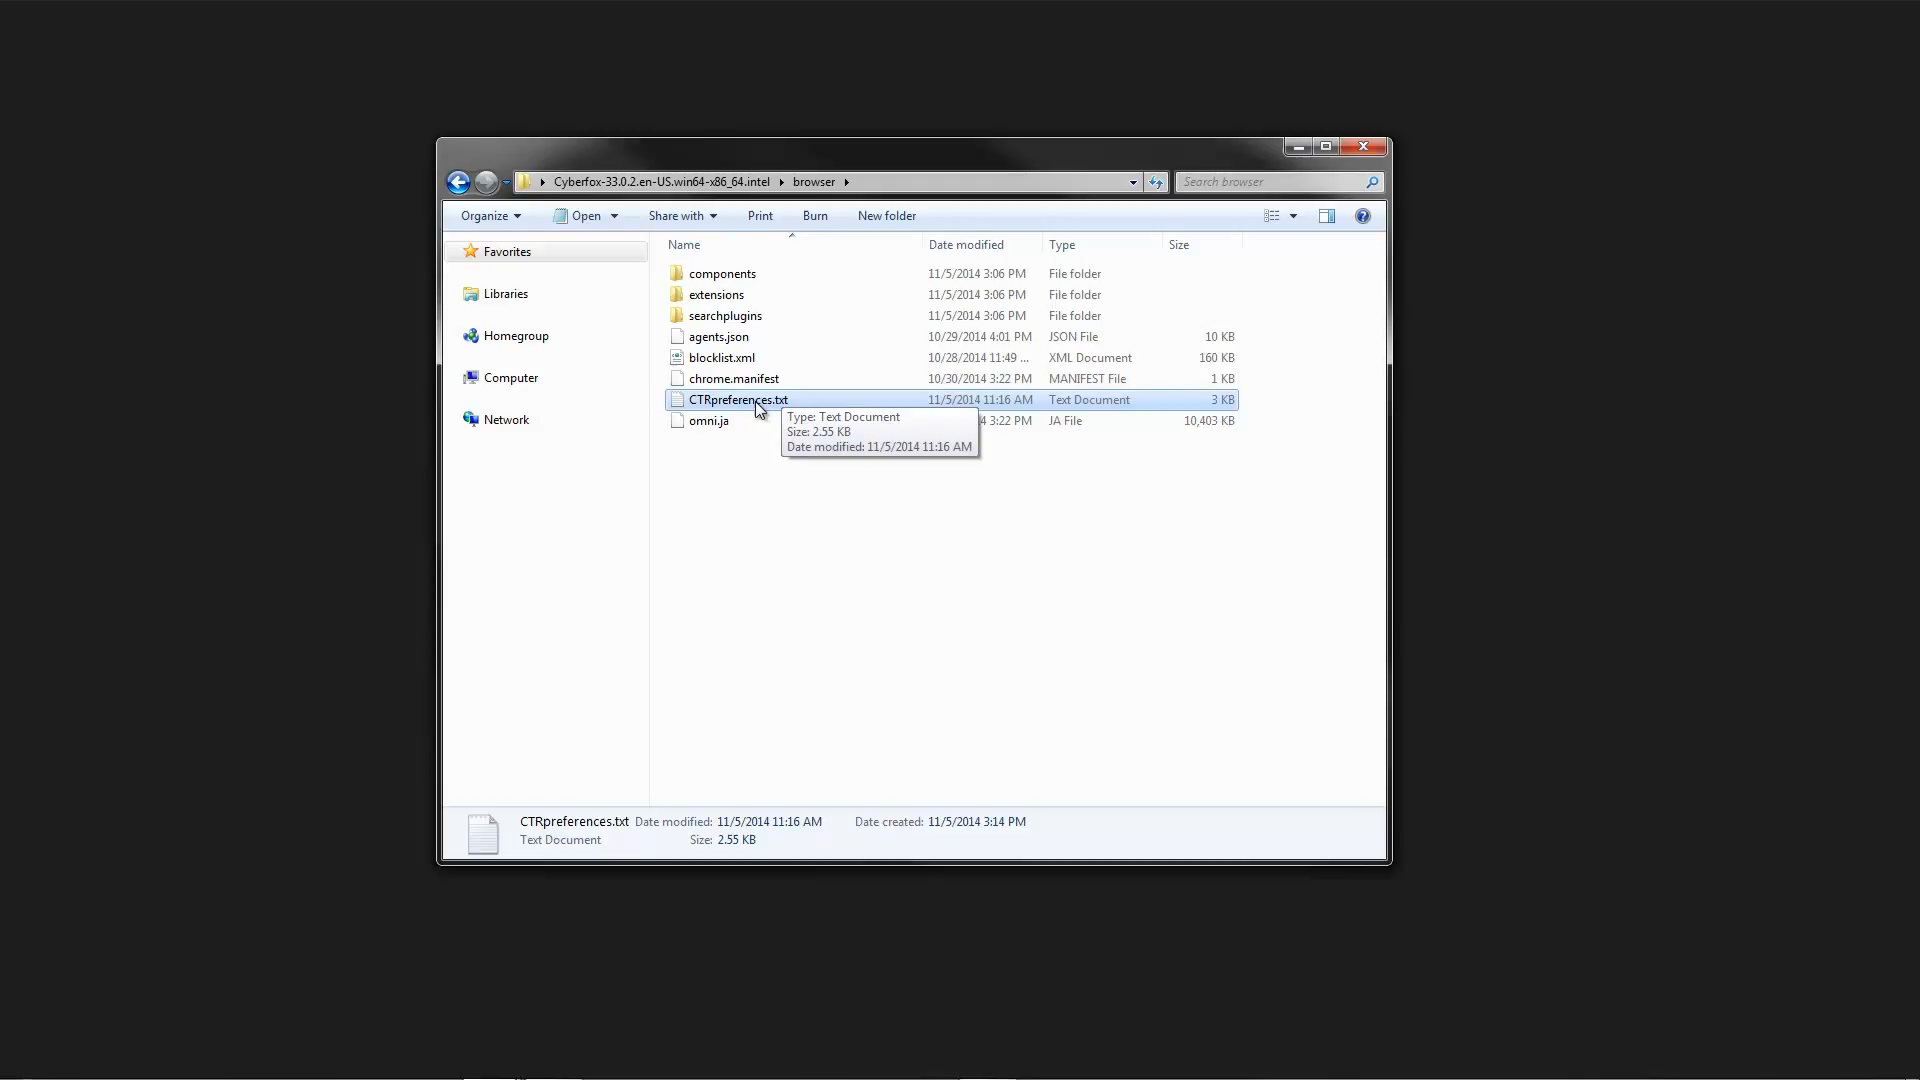 Cyberfox-33.0.2.en-US.win64-x86_64.intel browser
Search browser
Organize Open Share with Print Burn New folder
Favorites
Libraries
Homegroup
Computer
Network
Name Date modified Type Size
components 11/5/2014 3:06 PM File folder
extensions 11/5/2014 3:06 PM File folder
searchplugins 11/5/2014 3:06 PM File folder
agents.json 10/29/2014 4:01 PM JSON File 10 KB
blocklist.xml 10/28/2014 11:49 ... XML Document 160 KB
chrome.manifest 10/30/2014 3:22 PM MANIFEST File 1 KB
CTRpreferences.txt 11/5/2014 11:16 AM Text Document 3 KB
omni.ja 4 3:22 PM JA File 10,403 KB
Type: Text Document
Size: 2.55 KB
Date modified: 11/5/2014 11:16 AM
CTRpreferences.txt Date modified: 11/5/2014 11:16 AM Date created: 11/5/2014 3:14 PM
Text Document Size: 2.55 KB